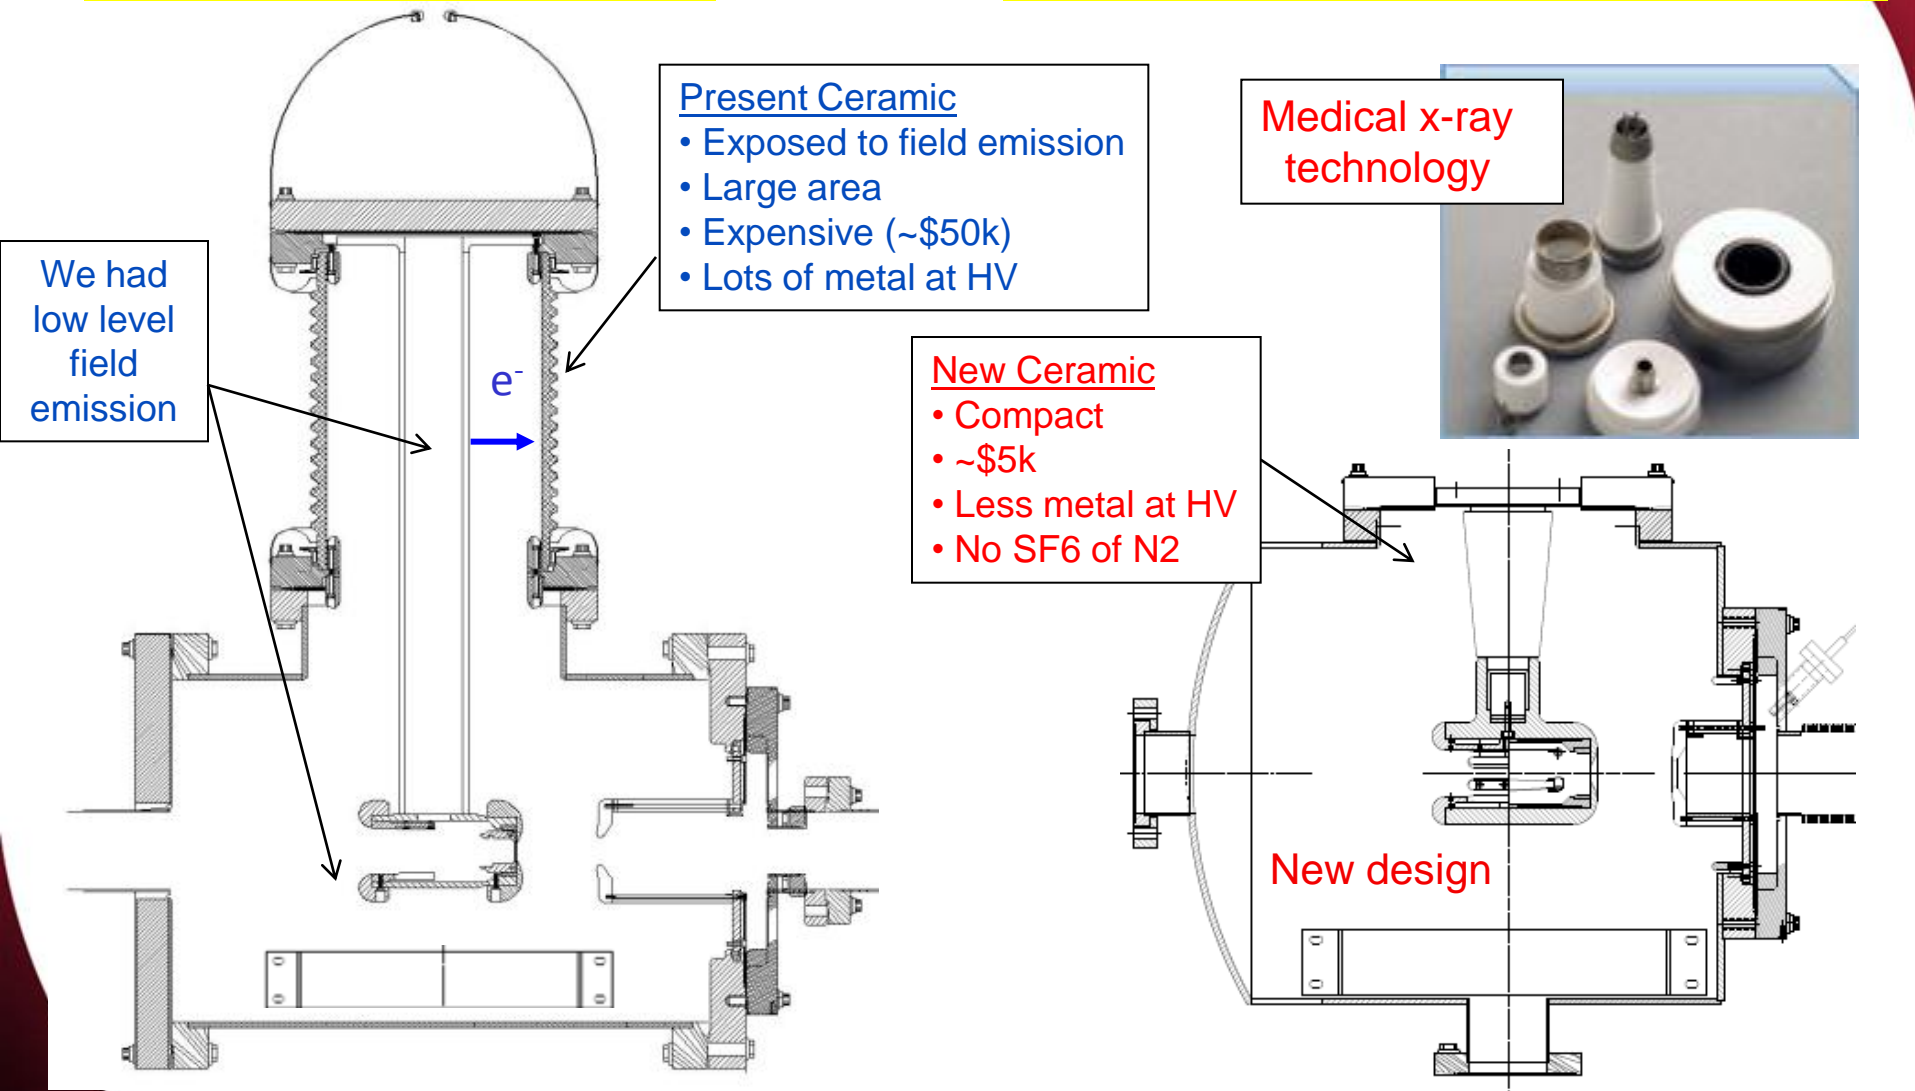 We had
low level
field
emission
Present Ceramic
• Exposed to field emission
• Large area
• Expensive (~$50k)
• Lots of metal at HV
e-
Medical x-ray
technology
New Ceramic
• Compact
• ~$5k
• Less metal at HV
• No SF6 of N2
New design